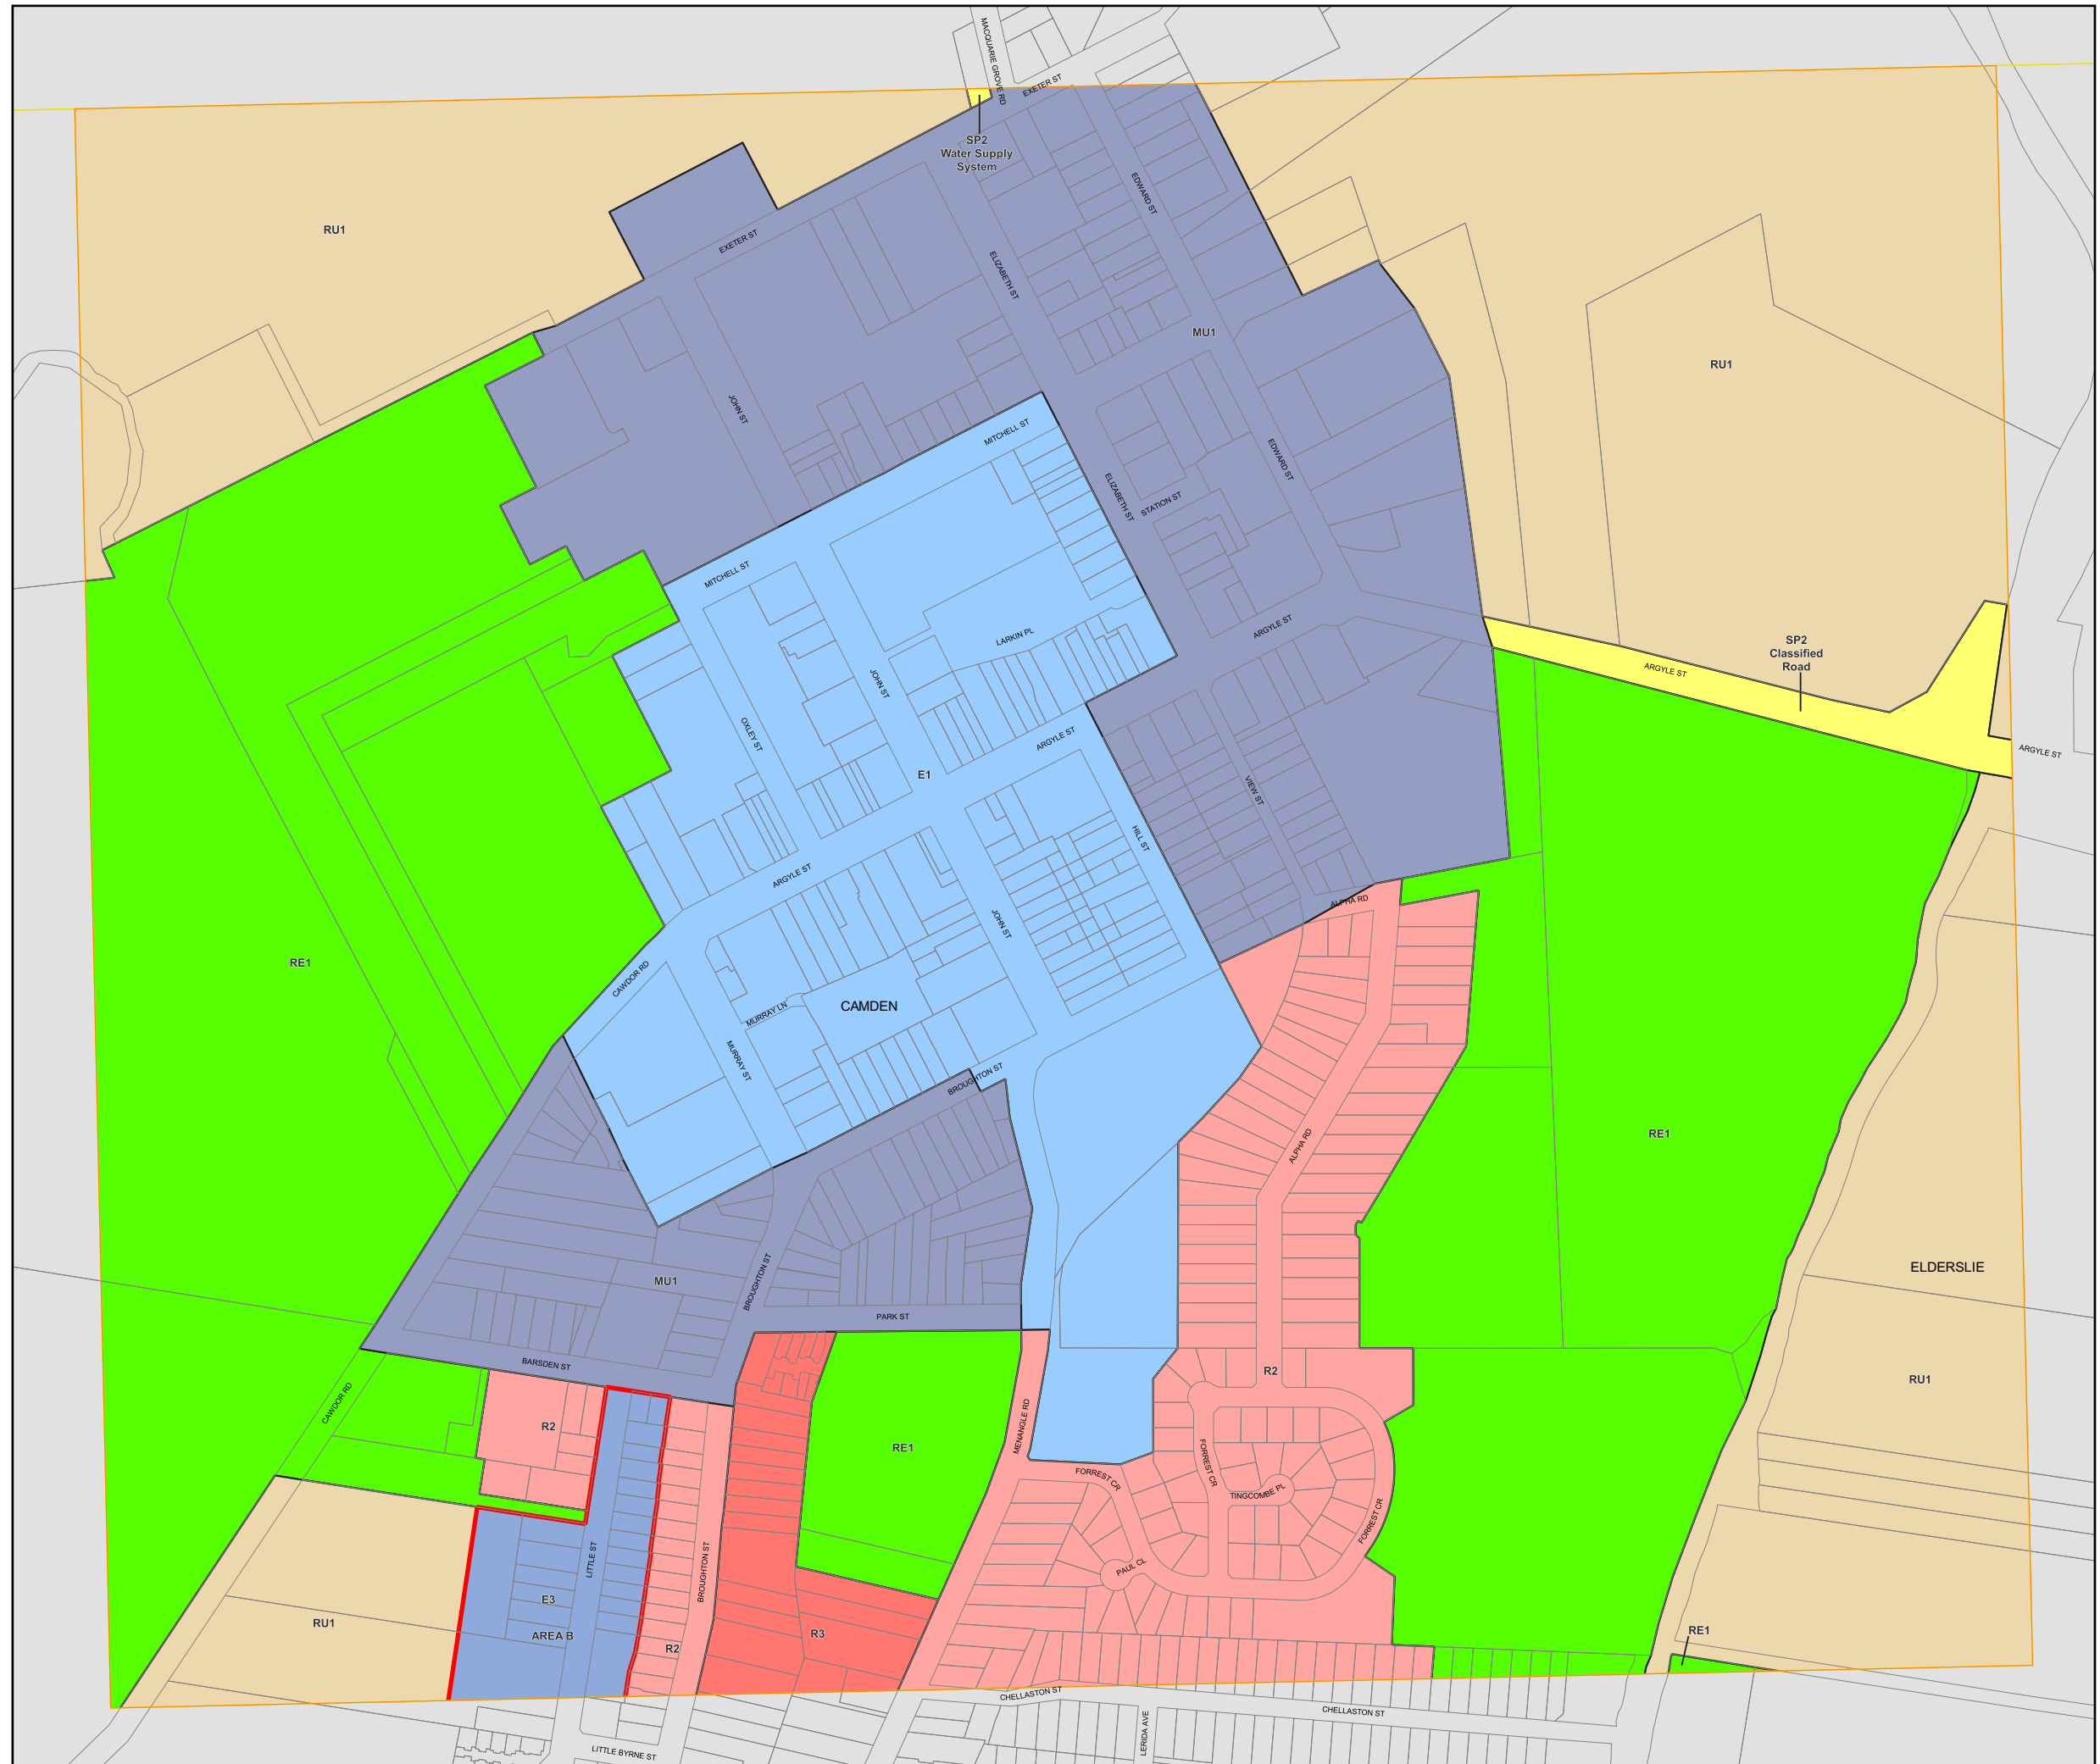 MACQUARIE GROVE RD
EXETER ST
SP2
Water Supply
System
EDWARD ST
RU1
EXETER ST
ELIZABETH ST
MU1
RU1
JOHN ST
MITCHELL ST
EDWARD ST
ELIZABETH ST
STATION ST
MITCHELL ST
ARGYLE ST
LARKIN PL
SP2
Classified
Road
ARGYLE ST
JOHN ST
OXLEY ST
ARGYLE ST
ARGYLE ST
E1
VIEW ST
HILL ST
ARGYLE ST
ALPHA RD
JOHN ST
RE1
CAWDOR RD
CAMDEN
MURRAY LN
MURRAY ST
BROUGHTON ST
RE1
ALPHA RD
ELDERSLIE
MU1
BROUGHTON ST
PARK ST
BARSDEN ST
R2
RU1
CAWDOR RD
R2
MENANGLE RD
RE1
FORREST CR
FORREST CR
TINGCOMBE PL
FORREST CR
LITTLE ST
BROUGHTON ST
PAUL CL
E3
RU1
AREA B
R2
R3
RE1
CHELLASTON ST
CHELLASTON ST
LERIDA AVE
LITTLE BYRNE ST